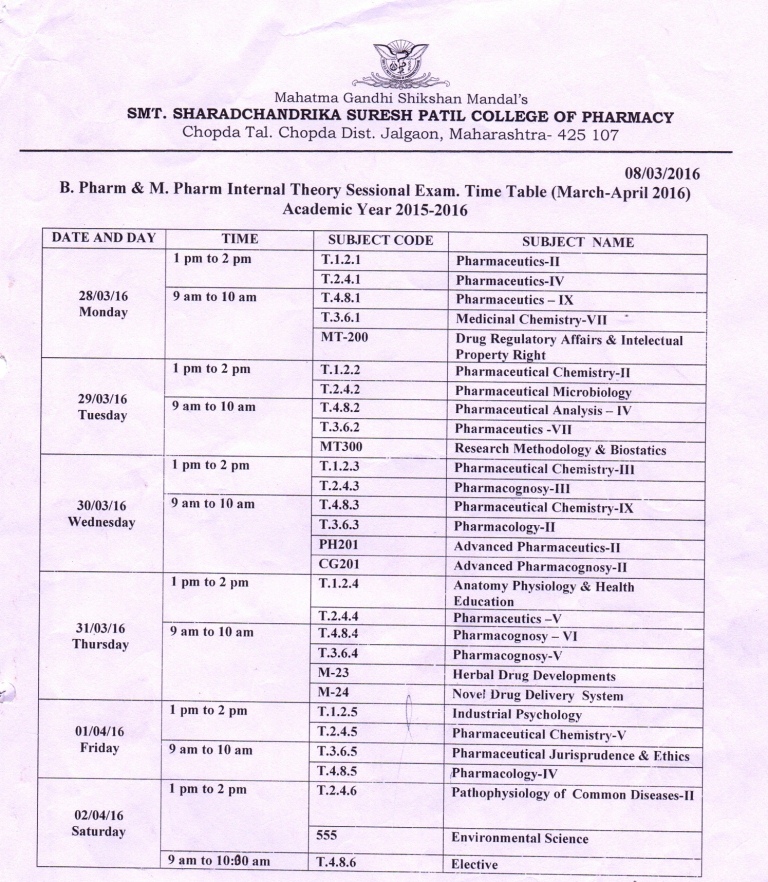 Mahatma Gandhi Shikshan Mandal's
SMT. SHARADCHANDRIKA SURESH PATIL COLLEGE OF PHARMACY
Chopda Tal. Chopda Dist. Jalgaon, Maharashtra- 425 107
08/03/2016
B. Pharm & M. Pharm Internal Theory Sessional Exam. Time Table (March-April 2016)
Academic Year 2015-2016
DATE AND DAY TIME SUBJECT CODE SUBJECT NAME
28/03/16
Monday
1 pm to 2 pm T.1.2.1 Pharmaceutics-II
T.2.4.1 Pharmaceutics-IV
9 am to 10 am T.4.8.1 Pharmaceutics – IX
T.3.6.1 Medicinal Chemistry-VII
MT-200 Drug Regulatory Affairs & Intelectual
Property Right
29/03/16
Tuesday
1 pm to 2 pm T.1.2.2 Pharmaceutical Chemistry-II
T.2.4.2 Pharmaceutical Microbiology
9 am to 10 am T.4.8.2 Pharmaceutical Analysis – IV
T.3.6.2 Pharmaceutics -VII
MT300 Research Methodology & Biostatics
30/03/16
Wednesday
1 pm to 2 pm T.1.2.3 Pharmaceutical Chemistry-III
T.2.4.3 Pharmacognosy-III
9 am to 10 am T.4.8.3 Pharmaceutical Chemistry-IX
T.3.6.3 Pharmacology-II
PH201 Advanced Pharmaceutics-II
CG201 Advanced Pharmacognosy-II
31/03/16
Thursday
1 pm to 2 pm T.1.2.4 Anatomy Physiology & Health
Education
T.2.4.4 Pharmaceutics –V
9 am to 10 am T.4.8.4 Pharmacognosy – VI
T.3.6.4 Pharmacognosy-V
M-23 Herbal Drug Developments
M-24 Novel Drug Delivery System
01/04/16
Friday
1 pm to 2 pm T.1.2.5 Industrial Psychology
T.2.4.5 Pharmaceutical Chemistry-V
9 am to 10 am T.3.6.5 Pharmaceutical Jurisprudence & Ethics
T.4.8.5 Pharmacology-IV
02/04/16
Saturday
1 pm to 2 pm T.2.4.6 Pathophysiology of Common Diseases-II
555 Environmental Science
9 am to 10:30 am T.4.8.6 Elective